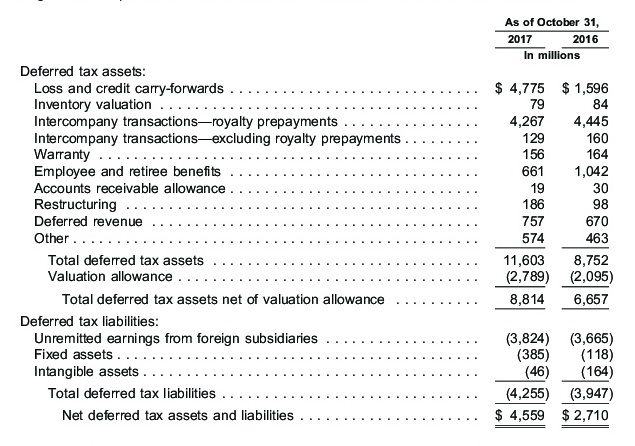 As of October 31,
2017 2016
In millions
Deferred tax assets:
Loss and credit carry-forwards . . . . . . . . . . . . . . . . . . . . . . . . . . . . . . $ 4,775 $ 1,596
Inventory valuation . . . . . . . . . . . . . . . . . . . . . . . . . . . . . . . . . . . . . . 79 84
Intercompany transactions—royalty prepayments . . . . . . . . . . . . . . . . 4,267 4,445
Intercompany transactions—excluding royalty prepayments . . . . . . . . . 129 160
Warranty . . . . . . . . . . . . . . . . . . . . . . . . . . . . . . . . . . . . . . . . . . . . . 156 164
Employee and retiree benefits . . . . . . . . . . . . . . . . . . . . . . . . . . . . . . 661 1,042
Accounts receivable allowance . . . . . . . . . . . . . . . . . . . . . . . . . . . . . . 19 30
Restructuring . . . . . . . . . . . . . . . . . . . . . . . . . . . . . . . . . . . . . . . . . . 186 98
Deferred revenue . . . . . . . . . . . . . . . . . . . . . . . . . . . . . . . . . . . . . . . 757 670
Other . . . . . . . . . . . . . . . . . . . . . . . . . . . . . . . . . . . . . . . . . . . . . . . . 574 463
Total deferred tax assets . . . . . . . . . . . . . . . . . . . . . . . . . . . . . . . . 11,603 8,752
Valuation allowance . . . . . . . . . . . . . . . . . . . . . . . . . . . . . . . . . . . . (2,789) (2,095)
Total deferred tax assets net of valuation allowance . . . . . . . . . . 8,814 6,657
Deferred tax liabilities:
Unremitted earnings from foreign subsidiaries . . . . . . . . . . . . . . . . . . (3,824) (3,665)
Fixed assets . . . . . . . . . . . . . . . . . . . . . . . . . . . . . . . . . . . . . . . . . . . (385) (118)
Intangible assets . . . . . . . . . . . . . . . . . . . . . . . . . . . . . . . . . . . . . . . . (46) (164)
Total deferred tax liabilities . . . . . . . . . . . . . . . . . . . . . . . . . . . . . . . (4,255) (3,947)
Net deferred tax assets and liabilities . . . . . . . . . . . . . . . . . . . . . $ 4,559 $ 2,710